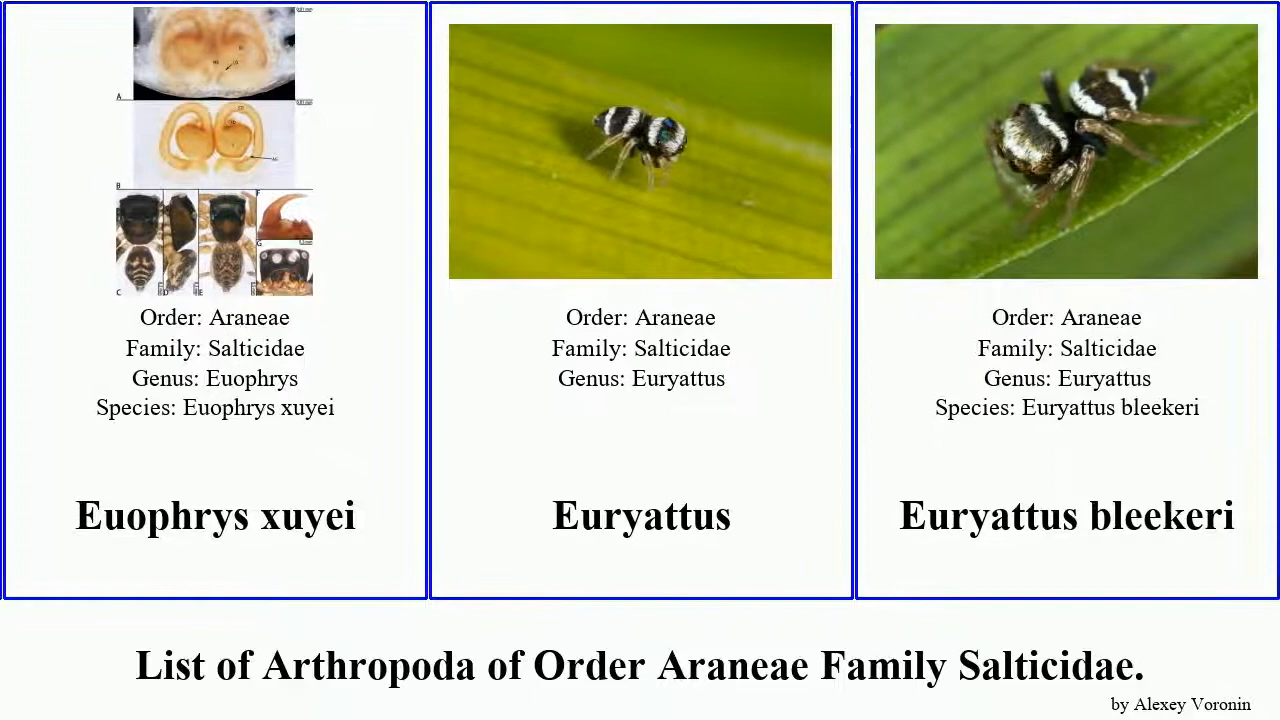 A
B
C
D
E
F
G
Order: Araneae
Family: Salticidae
Genus: Euophrys
Species: Euophrys xuyei
Euophrys xuyei
Order: Araneae
Family: Salticidae
Genus: Euryattus
Euryattus
Order: Araneae
Family: Salticidae
Genus: Euryattus
Species: Euryattus bleekeri
Euryattus bleekeri
List of Arthropoda of Order Araneae Family Salticidae.
by Alexey Voronin